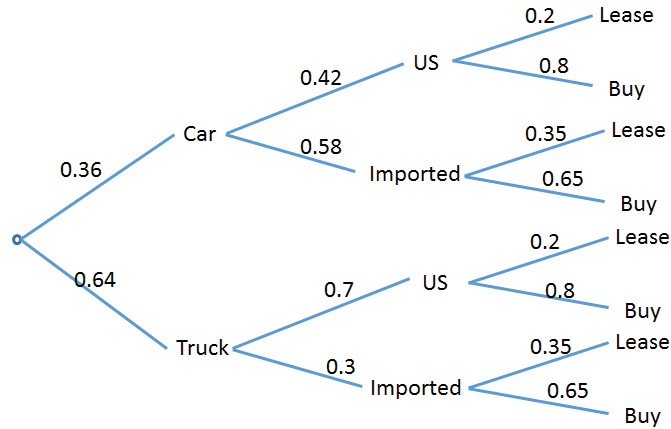 0.2 Lease
0.42 US 0.8
Buy
0.36 Car 0.58 0.35 Lease
Imported 0.65
Buy
0.64 0.2 Lease
0.7 US 0.8
Buy
Truck 0.3 0.35 Lease
Imported 0.65
Buy